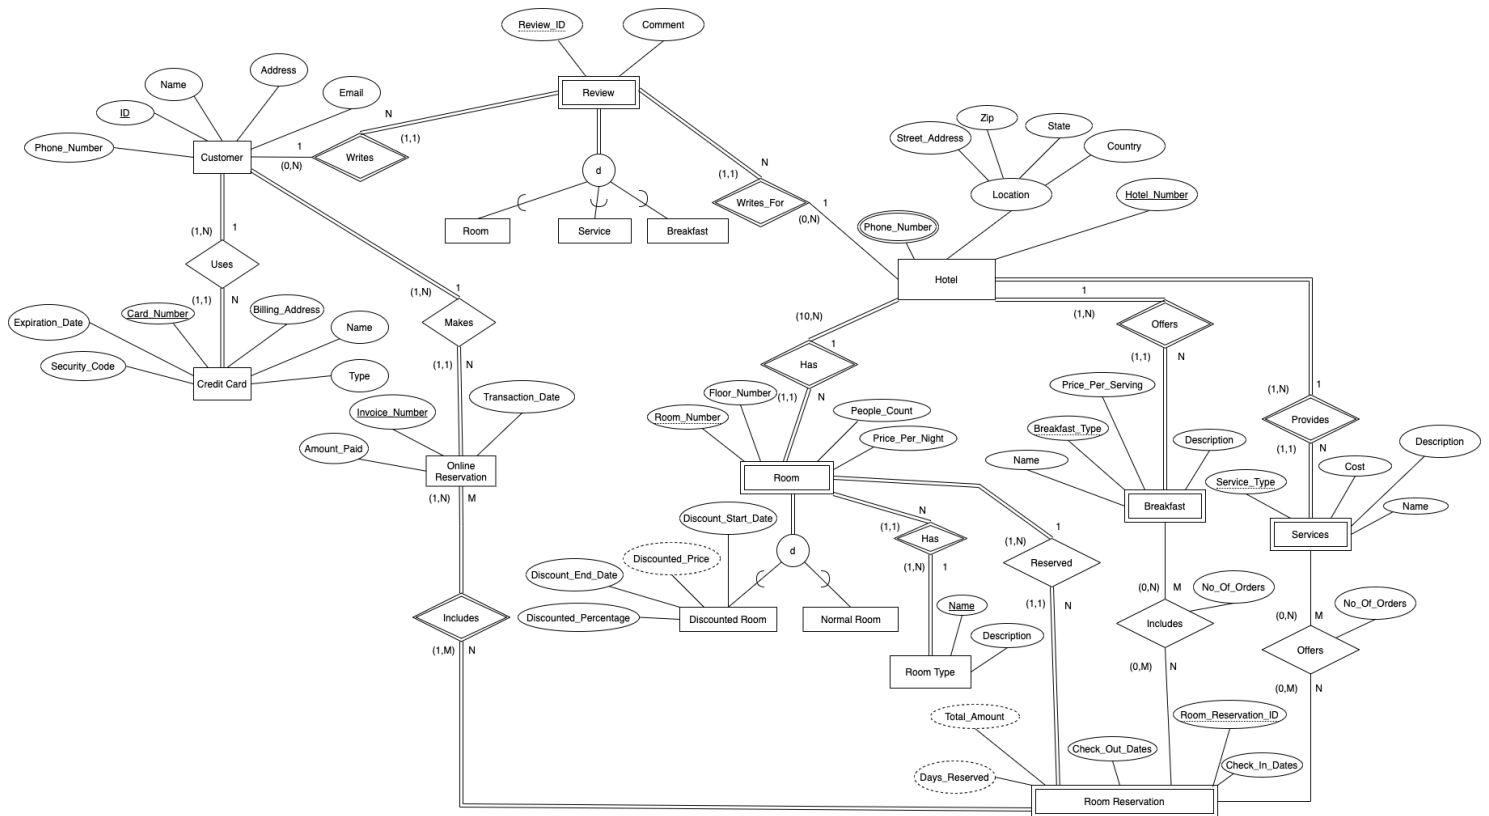 Review_ID
Comment
Review
Name
Address
Email
ID
Phone_Number
Customer
N
(1,1)
1
(0,N)
Writes
d
Room
Service
Breakfast
N
(1,1)
Writes_For
1
(0,N)
Zip
State
Street_Address
Country
Location
Hotel_Number
Phone_Number
Hotel
(1,N)
1
Uses
(1,1)
N
Expiration_Date
Card_Number
Billing_Address
Name
Security_Code
Type
Credit Card
(1,N)
1
Makes
(1,1)
N
Invoice_Number
Transaction_Date
Amount_Paid
Online
Reservation
(1,N)
M
Includes
(1,M)
N
(10,N)
1
Has
(1,1)
N
Floor_Number
Room_Number
People_Count
Price_Per_Night
Room
1
(1,N)
Offers
(1,1)
N
Price_Per_Serving
Breakfast_Type
Description
Name
Breakfast
(1,N)
1
Provides
(1,1)
N
Description
Cost
Service_Type
Name
Services
Discount_Start_Date
Discounted_Price
Discount_End_Date
Discounted_Percentage
d
Discounted Room
Normal Room
N
(1,1)
Has
(1,N)
1
Name
Description
Room Type
1
(1,N)
Reserved
(1,1)
N
(0,N)
M
No_Of_Orders
Includes
(0,M)
N
(0,N)
M
No_Of_Orders
Offers
(0,M)
N
Total_Amount
Room_Reservation_ID
Check_Out_Dates
Days_Reserved
Check_In_Dates
Room Reservation